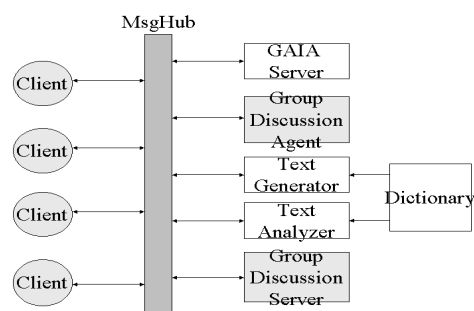 MsgHub
Client
Client
Client
Client
GAIA
Server
Group
Discussion
Agent
Text
Generator
Text
Analyzer
Group
Discussion
Server
Dictionary